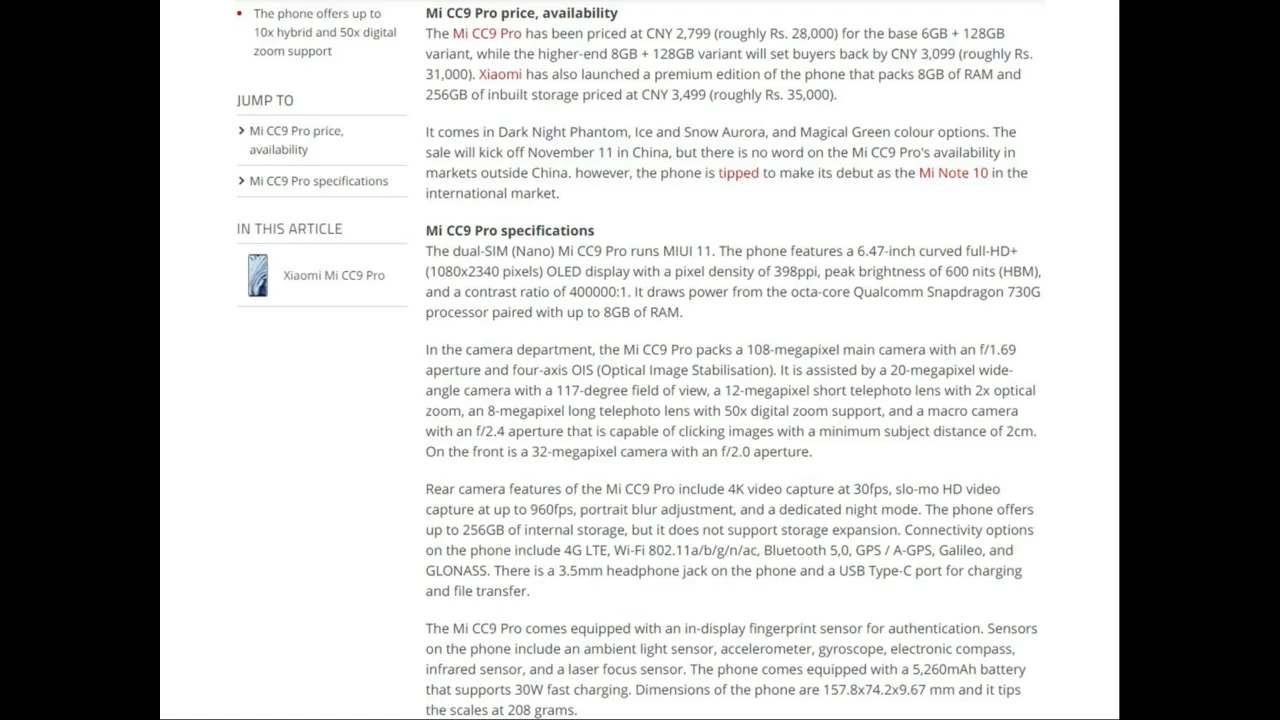 The phone offers up to
10x hybrid and 50x digital
zoom support
JUMP TO
Mi CC9 Pro price,
availability
Mi CC9 Pro specifications
IN THIS ARTICLE
Xiaomi Mi CC9 Pro
Mi CC9 Pro price, availability
The Mi CC9 Pro has been priced at CNY 2,799 (roughly Rs. 28,000) for the base 6GB + 128GB
variant, while the higher-end 8GB + 128GB variant will set buyers back by CNY 3,099 (roughly Rs.
31,000). Xiaomi has also launched a premium edition of the phone that packs 8GB of RAM and
256GB of inbuilt storage priced at CNY 3,499 (roughly Rs. 35,000).
It comes in Dark Night Phantom, Ice and Snow Aurora, and Magical Green colour options. The
sale will kick off November 11 in China, but there is no word on the Mi CC9 Pro's availability in
markets outside China. however, the phone is tipped to make its debut as the Mi Note 10 in the
international market.
Mi CC9 Pro specifications
The dual-SIM (Nano) Mi CC9 Pro runs MIUI 11. The phone features a 6.47-inch curved full-HD+
(1080x2340 pixels) OLED display with a pixel density of 398ppi, peak brightness of 600 nits (HBM),
and a contrast ratio of 400000:1. It draws power from the octa-core Qualcomm Snapdragon 730G
processor paired with up to 8GB of RAM.
In the camera department, the Mi CC9 Pro packs a 108-megapixel main camera with an f/1.69
aperture and four-axis OIS (Optical Image Stabilisation). It is assisted by a 20-megapixel wide-
angle camera with a 117-degree field of view, a 12-megapixel short telephoto lens with 2x optical
zoom, an 8-megapixel long telephoto lens with 50x digital zoom support, and a macro camera
with an f/2.4 aperture that is capable of clicking images with a minimum subject distance of 2cm.
On the front is a 32-megapixel camera with an f/2.0 aperture.
Rear camera features of the Mi CC9 Pro include 4K video capture at 30fps, slo-mo HD video
capture at up to 960fps, portrait blur adjustment, and a dedicated night mode. The phone offers
up to 256GB of internal storage, but it does not support storage expansion. Connectivity options
on the phone include 4G LTE, Wi-Fi 802.11a/b/g/n/ac, Bluetooth 5,0, GPS / A-GPS, Galileo, and
GLONASS. There is a 3.5mm headphone jack on the phone and a USB Type-C port for charging
and file transfer.
The Mi CC9 Pro comes equipped with an in-display fingerprint sensor for authentication. Sensors
on the phone include an ambient light sensor, accelerometer, gyroscope, electronic compass,
infrared sensor, and a laser focus sensor. The phone comes equipped with a 5,260mAh battery
that supports 30W fast charging. Dimensions of the phone are 157.8x74.2x9.67 mm and it tips
the scales at 208 grams.